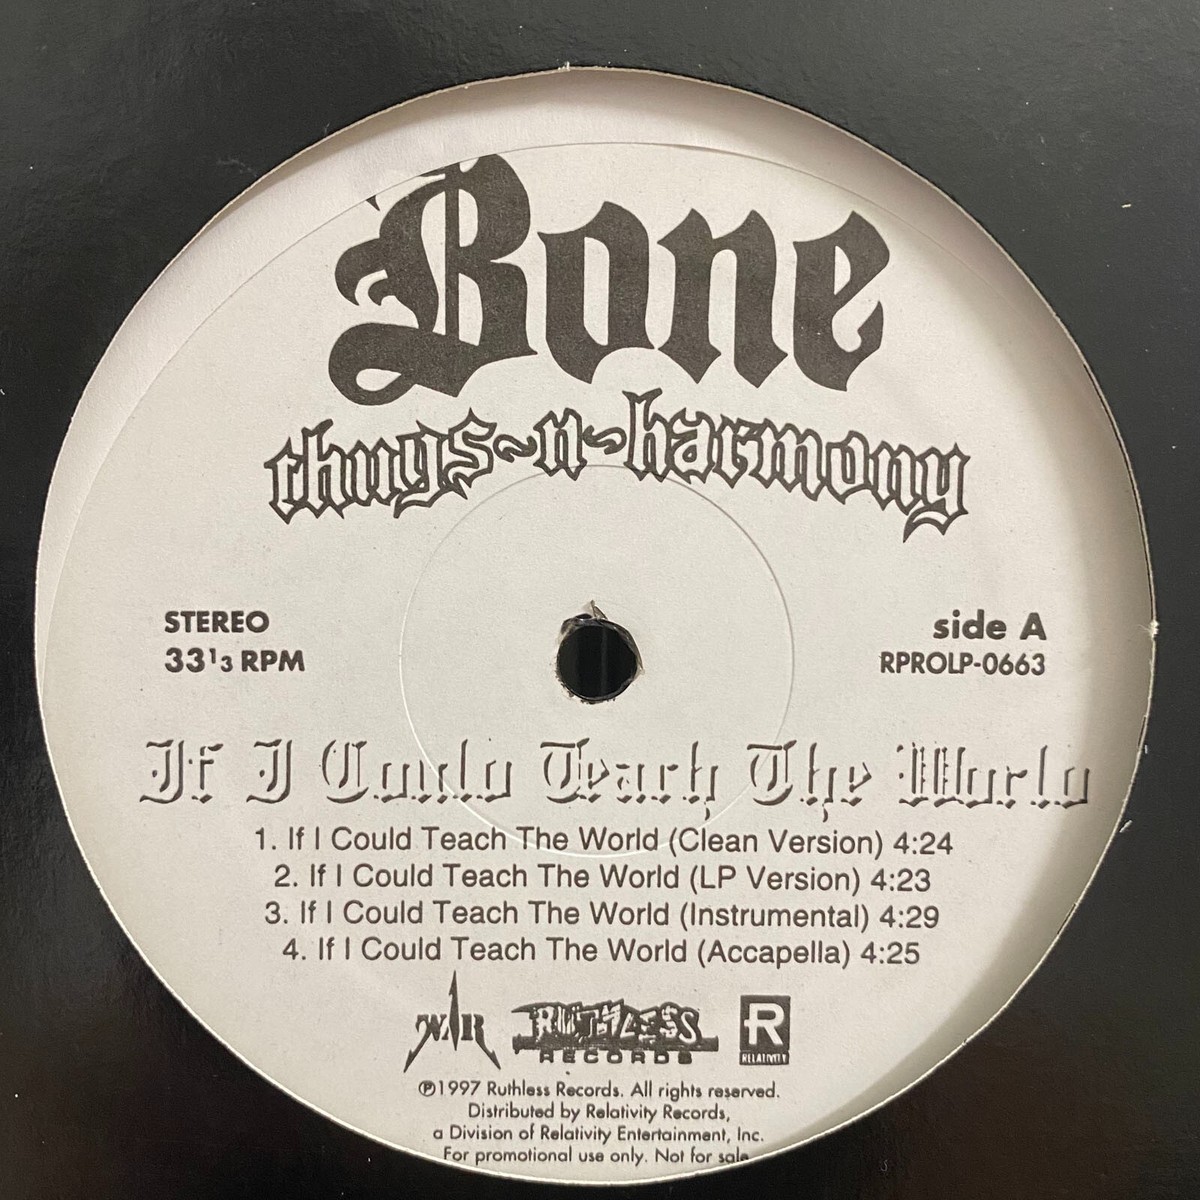 Bone
thugs~n~harmony
STEREO
33 1/3 RPM
side A
RPROLP-0663
If I Could Teach The World
1. If I Could Teach The World (Clean Version) 4:24
2. If I Could Teach The World (LP Version) 4:23
3. If I Could Teach The World (Instrumental) 4:29
4. If I Could Teach The World (Accapella) 4:25
RUTHLESS
RECORDS
R
RELATIVITY
℗1997 Ruthless Records. All rights reserved.
Distributed by Relativity Records,
a Division of Relativity Entertainment, Inc.
For promotional use only. Not for sale